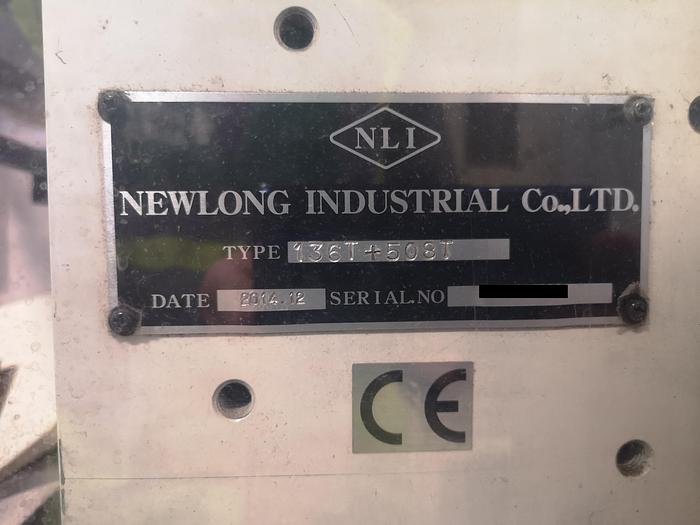 NLI
NEWLONG INDUSTRIAL Co.,LTD.
TYPE 136T+508T
DATE 2014.12 SERIAL.NO
CE